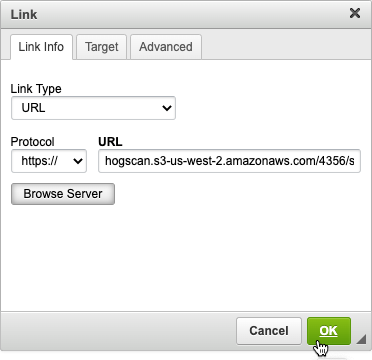 Link
Link Info
Target
Advanced
Link Type
URL
Protocol
URL
https://
hogscan.s3-us-west-2.amazonaws.com/4356/s
Browse Server
Cancel
OK